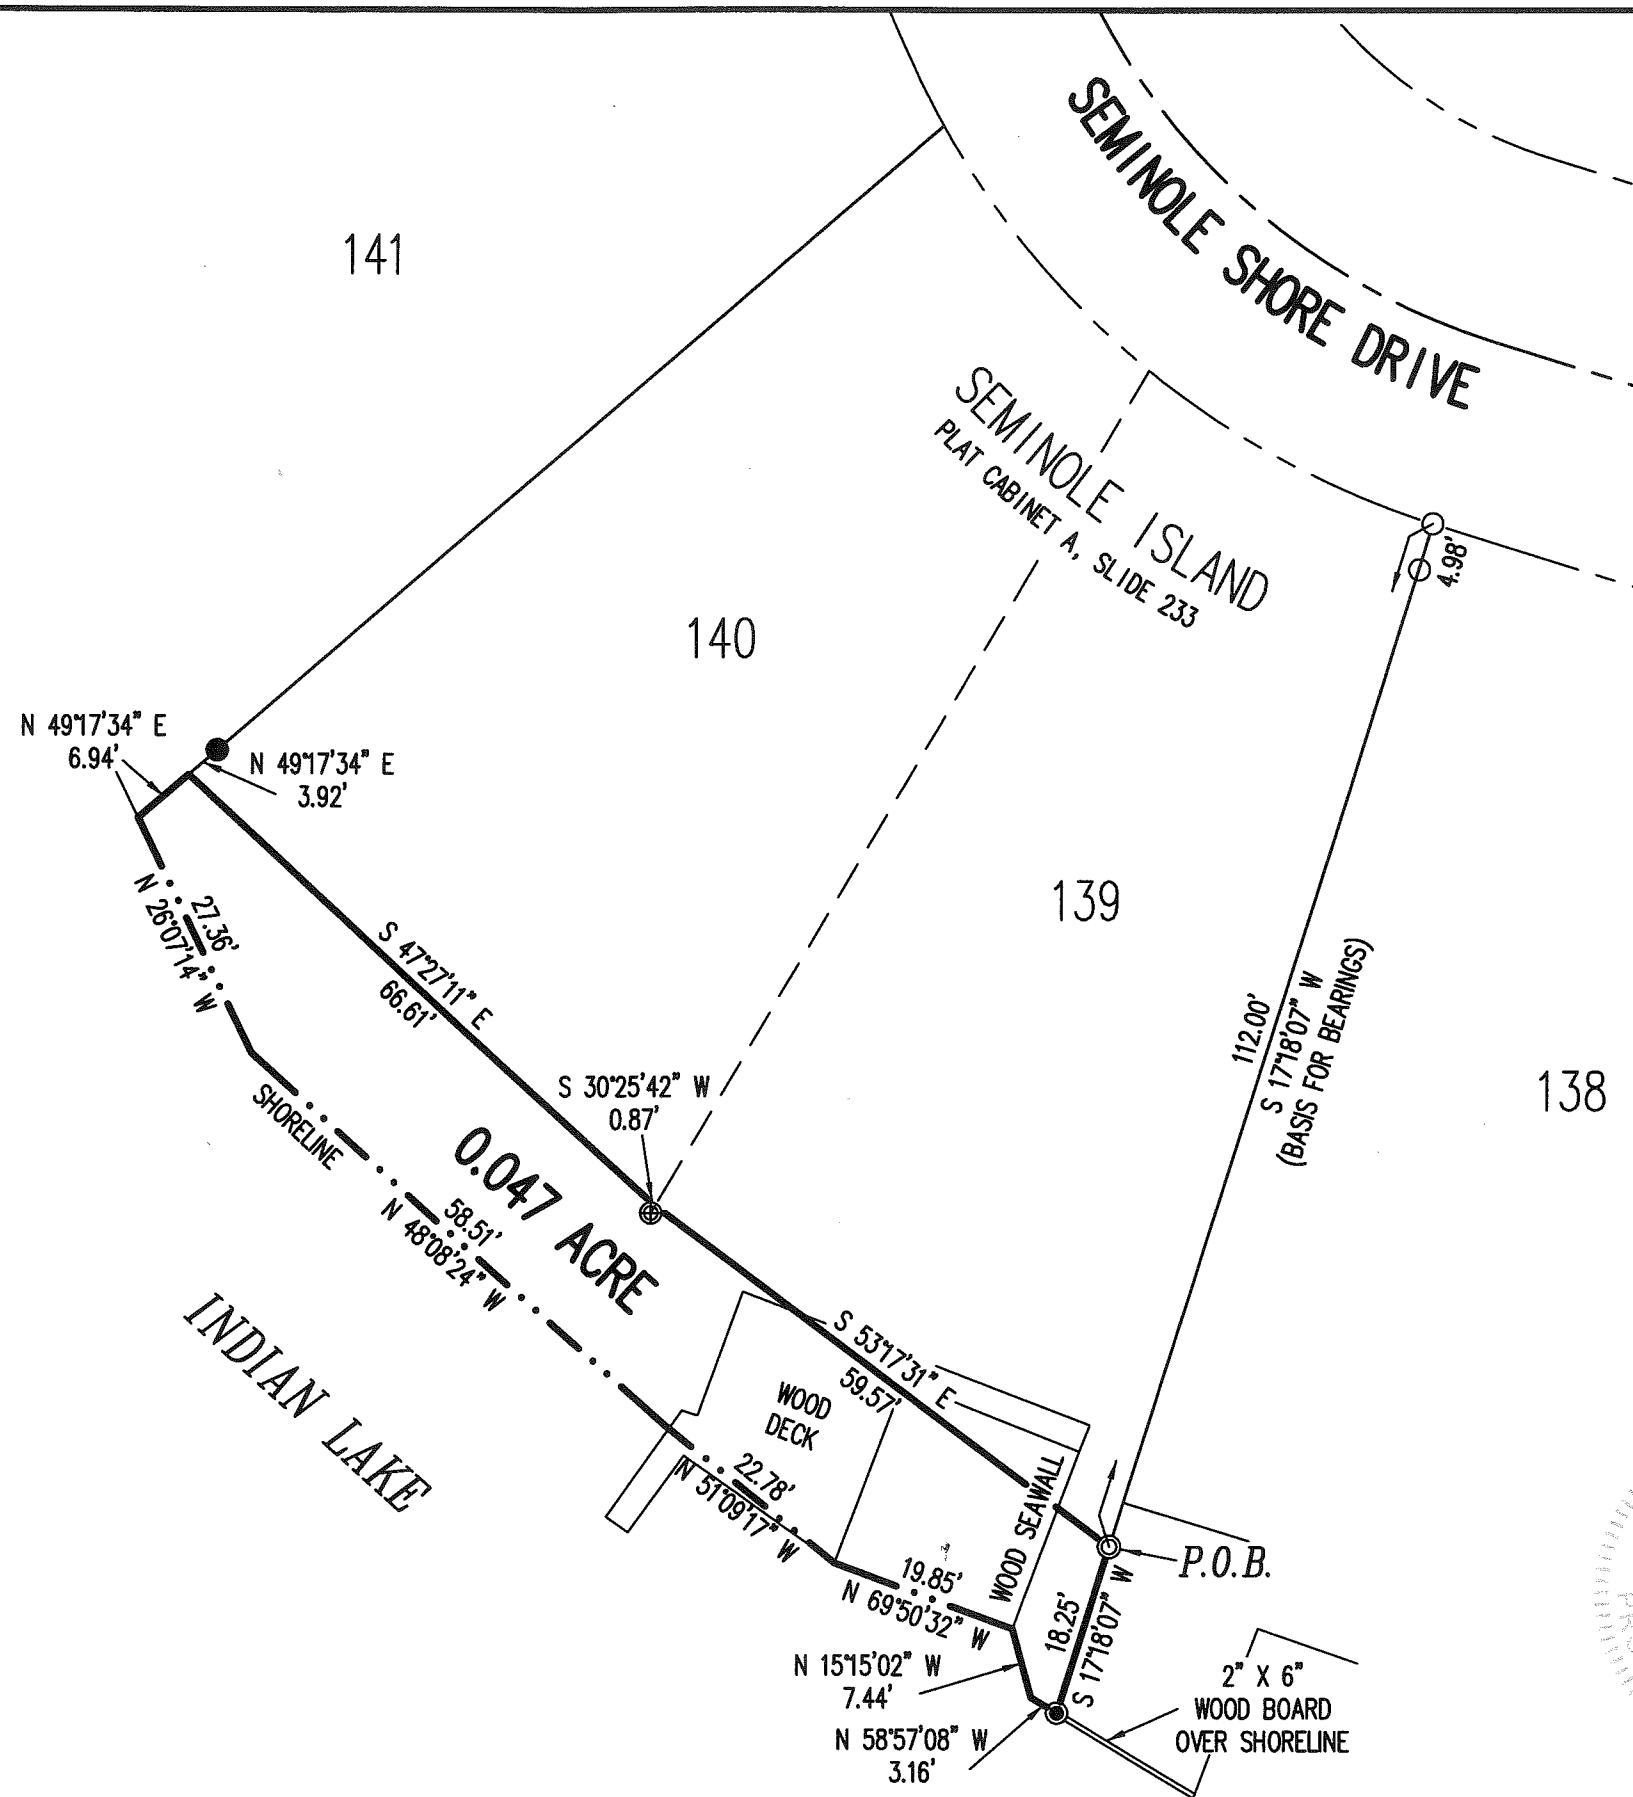 SEMINOLE SHORE DRIVE
141
SEMINOLE ISLAND
PLAT CABINET A, SLIDE 233
4.98'
140
N 49°17'34" E
6.94'
N 49°17'34" E
3.92'
139
27.36'
N 26°07'14" W
S 47°27'11" E
66.61'
112.00'
S 17°18'07" W
(BASIS FOR BEARINGS)
138
S 30°25'42" W
0.87'
SHORELINE
0.047 ACRE
58.51'
N 48°08'24" W
INDIAN LAKE
S 53°17'31" E
59.57'
WOOD
DECK
22.78'
N 51°09'17" W
WOOD SEAWALL
P.O.B.
19.85'
N 69°50'32" W
18.25'
S 17°18'07" W
N 15°15'02" W
7.44'
N 58°57'08" W
3.16'
2" X 6"
WOOD BOARD
OVER SHORELINE